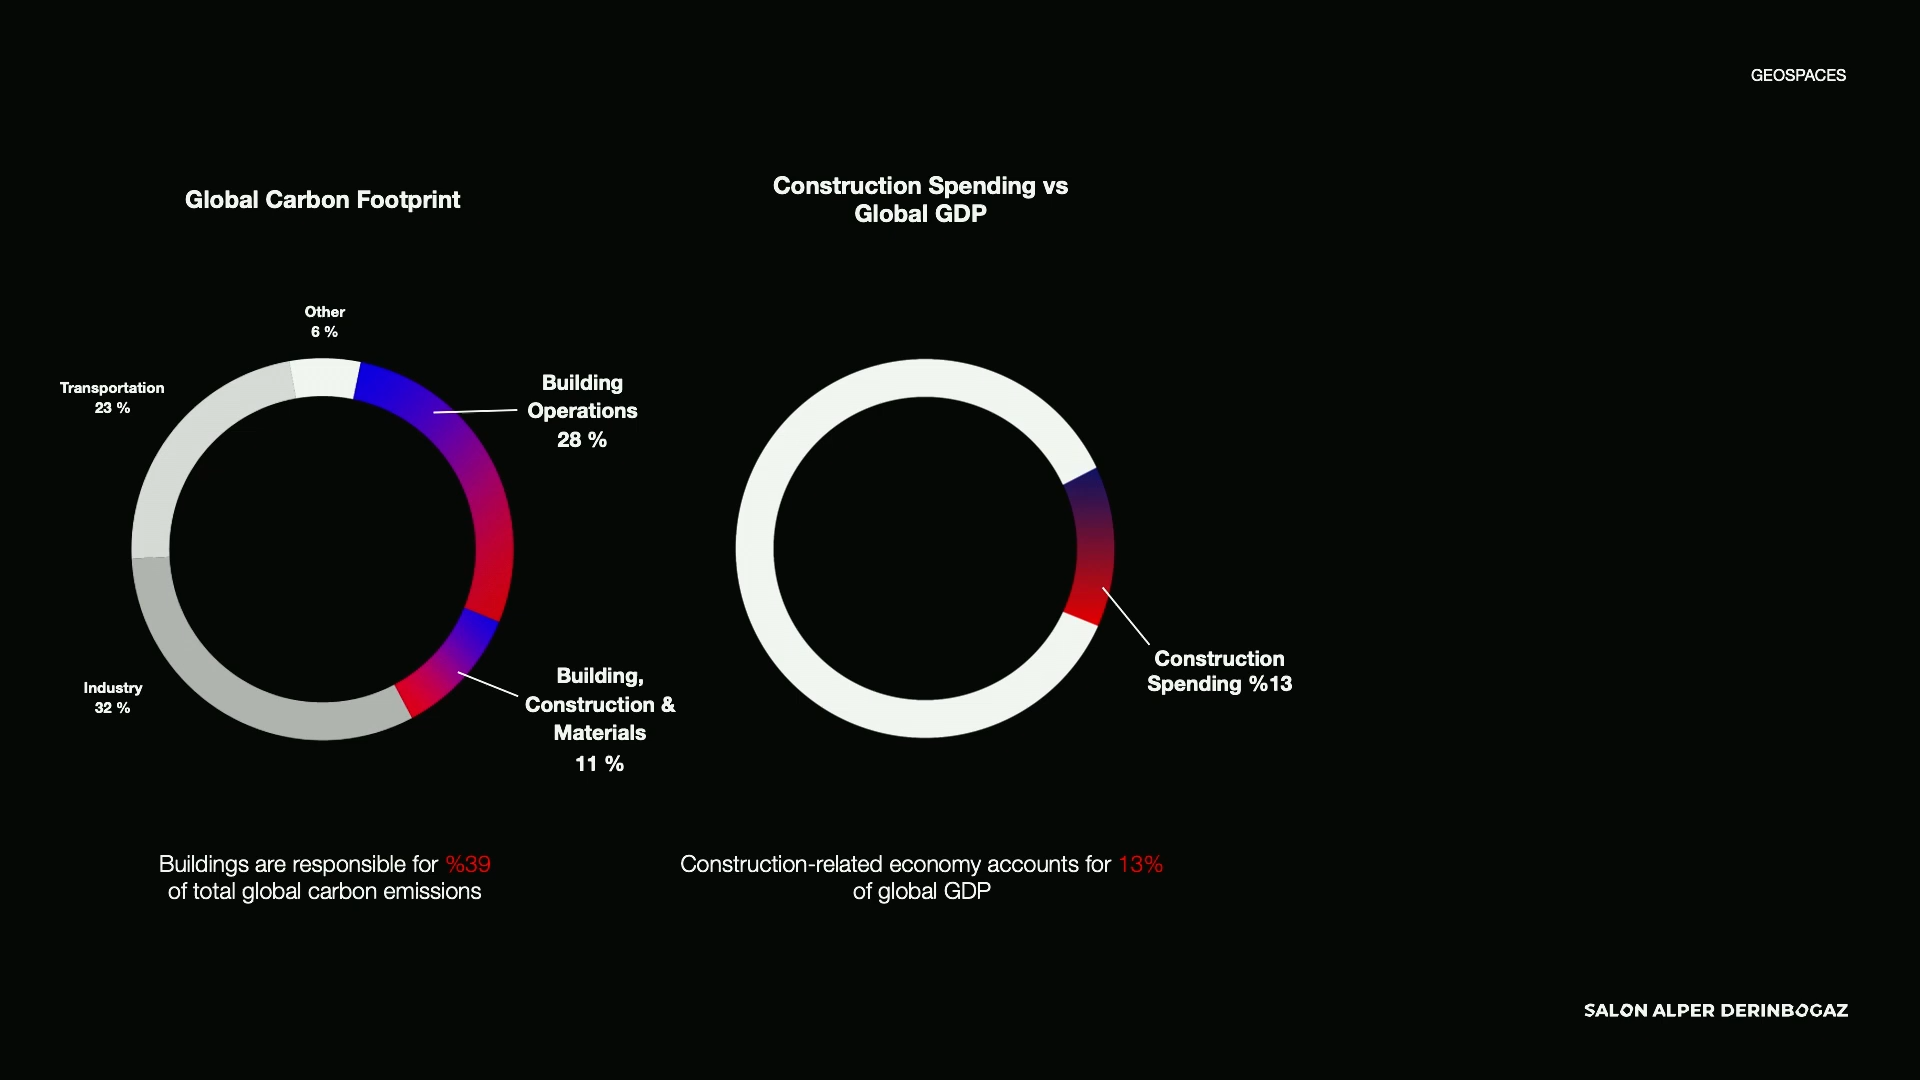 GEOSPACES
Global Carbon Footprint
Other
6 %
Transportation
23 %
Building
Operations
28 %
Industry
32 %
Building,
Construction &
Materials
11 %
Buildings are responsible for %39
of total global carbon emissions
Construction Spending vs
Global GDP
Construction
Spending %13
Construction-related economy accounts for 13%
of global GDP
SALON ALPER DERINBOGAZ